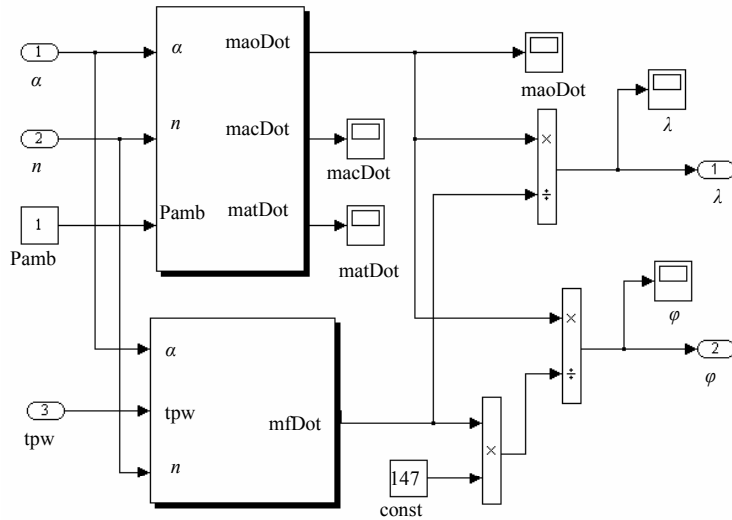 1
α
2
n
1
Pamb
3
tpw
α
n
Pamb
maoDot
macDot
matDot
maoDot
macDot
matDot
α
tpw
n
mfDot
147
const
×
×
÷
λ
1
λ
×
÷
φ
2
φ